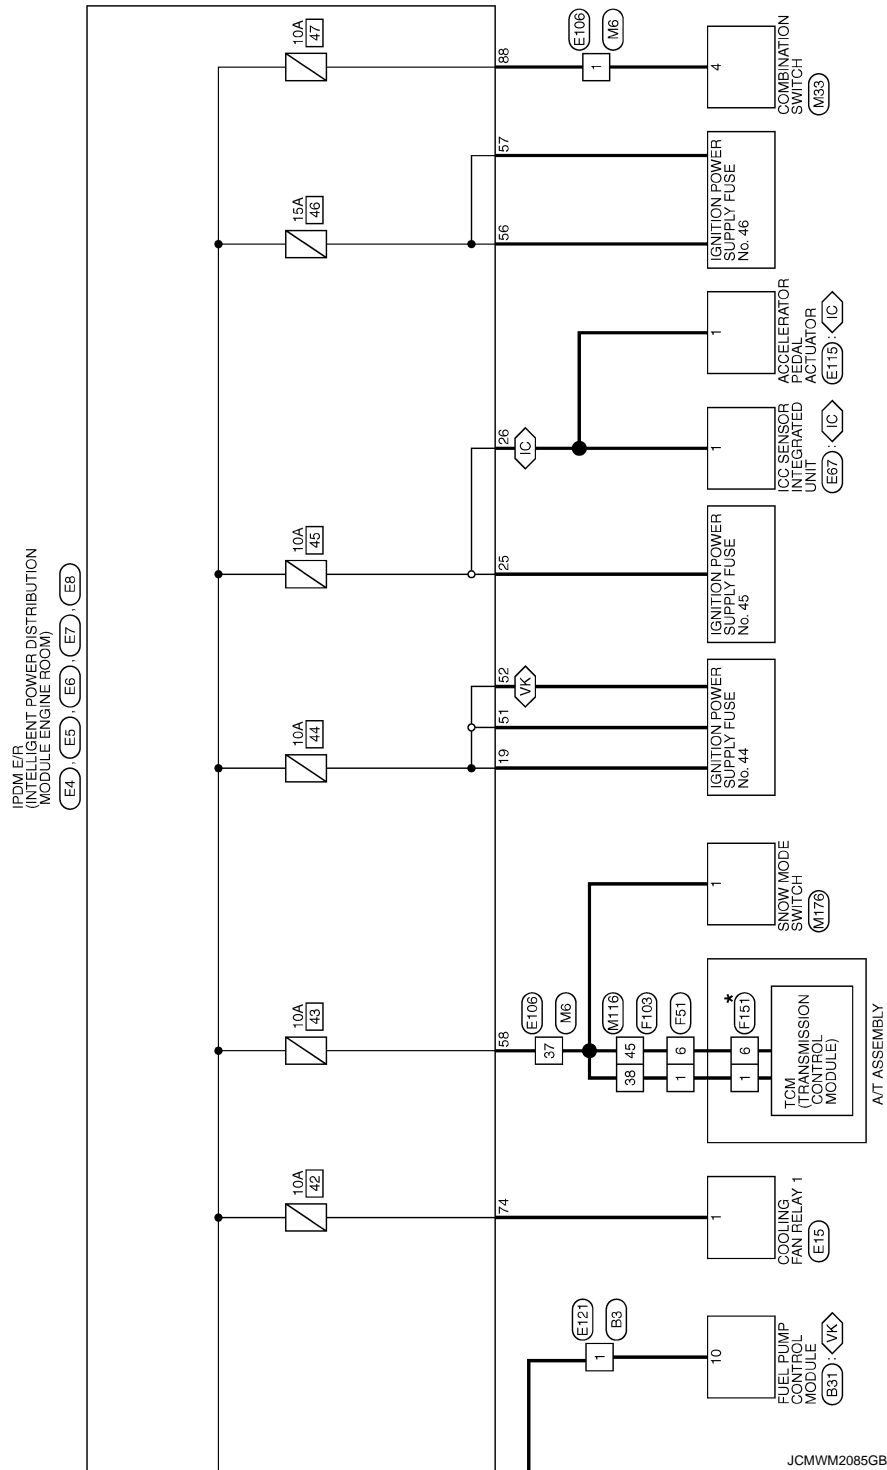 IPDM E/R
(INTELLIGENT POWER DISTRIBUTION
MODULE ENGINE ROOM)
E4 , E5 , E6 , E7 , E8
10A
47
88
E106
M6
1
4
COMBINATION
SWITCH
M33
15A
46
57
56
IGNITION POWER
SUPPLY FUSE
No. 46
1
ACCELERATOR
PEDAL
ACTUATOR
E115 : IC
10A
45
26
IC
1
ICC SENSOR
INTEGRATED
UNIT
E67 : IC
25
IGNITION POWER
SUPPLY FUSE
No. 45
10A
44
52
VK
51
19
IGNITION POWER
SUPPLY FUSE
No. 44
1
SNOW MODE
SWITCH
M176
10A
43
58
E106
M6
37
M116
F103
F51
*
F151
45
6
6
38
1
1
TCM
(TRANSMISSION
CONTROL
MODULE)
A/T ASSEMBLY
10A
42
74
1
COOLING
FAN RELAY 1
E15
E121
B3
1
10
FUEL PUMP
CONTROL
MODULE
B31 : VK
JCMWM2085GB